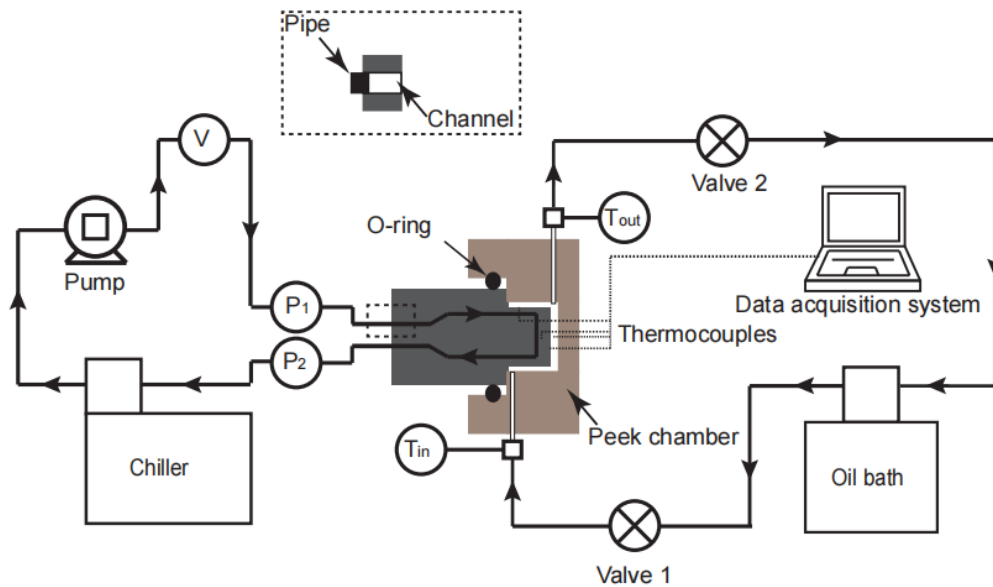 Pipe
Channel
V
Valve 2
Tout
O-ring
Pump
Data acquisition system
P1
Thermocouples
P2
Peek chamber
Tin
Chiller
Oil bath
Valve 1